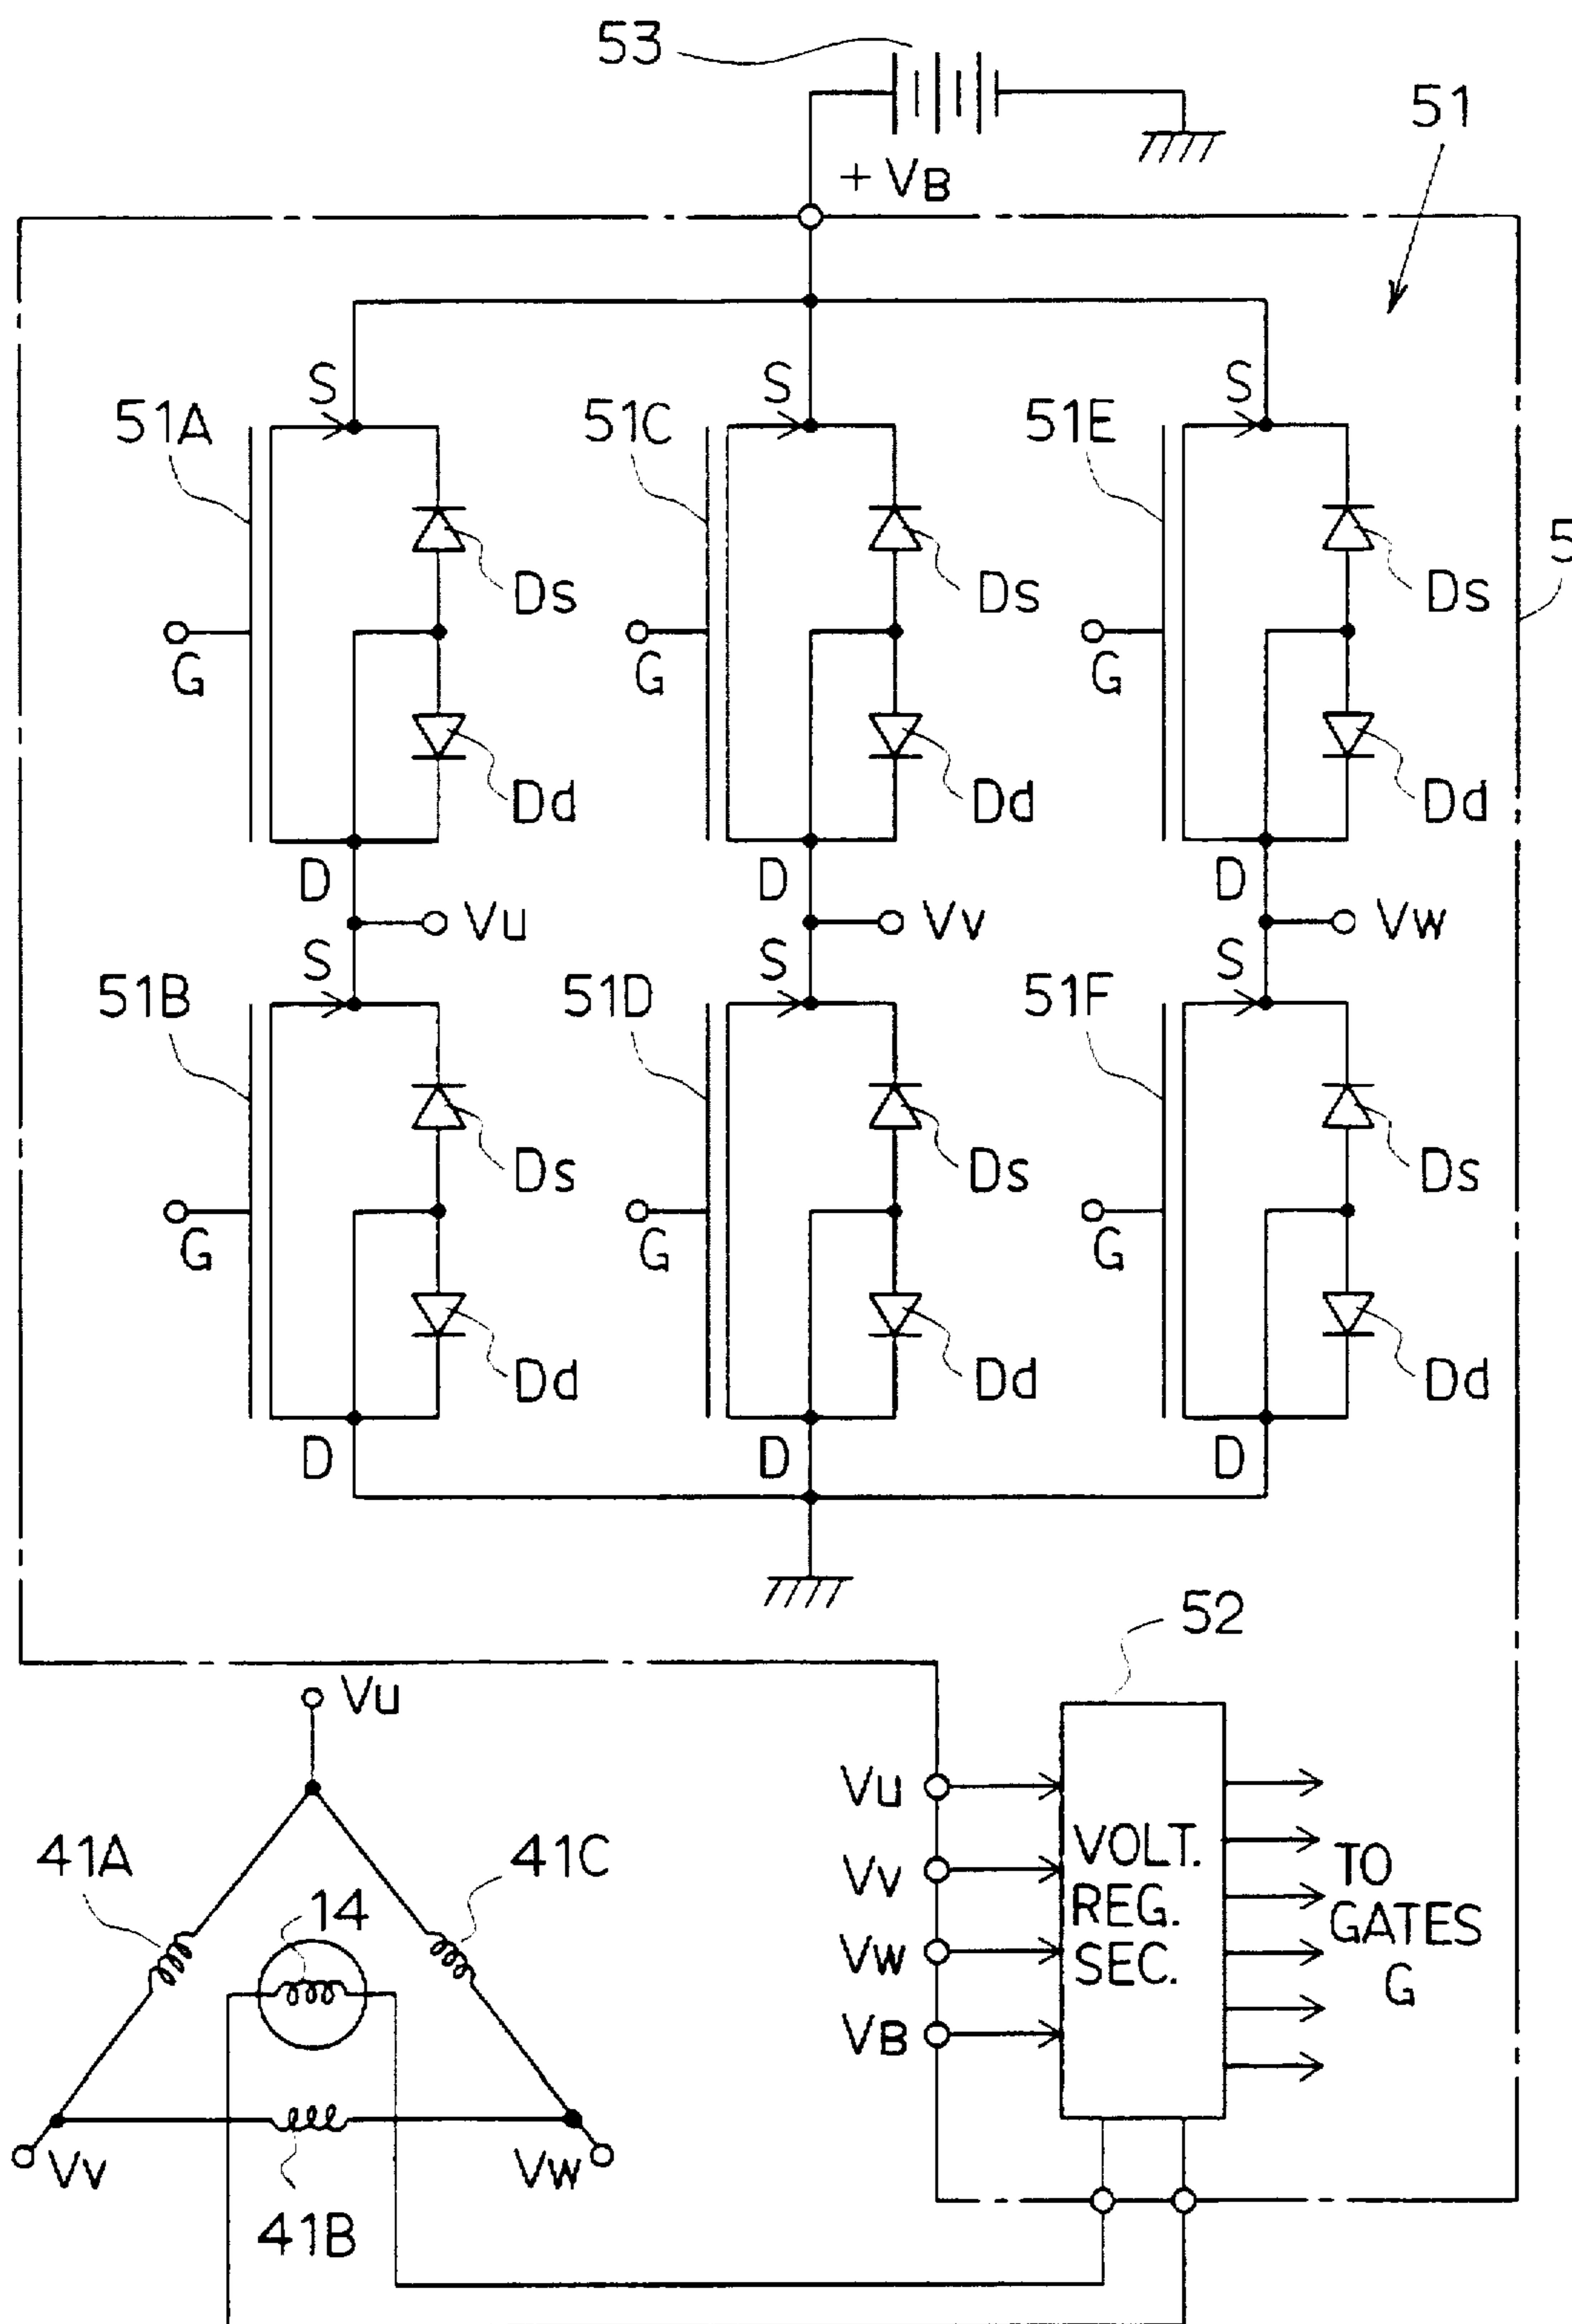 53
51
+ VB
S
S
S
51A
51C
51E
5
Ds
Ds
Ds
G
G
G
Dd
Dd
Dd
D
D
D
Vu
Vv
Vw
S
S
S
51B
51D
51F
Ds
Ds
Ds
G
G
G
Dd
Dd
Dd
D
D
D
52
Vu
41A
41C
14
Vv
Vw
41B
Vu
Vv
Vw
VB
VOLT.
REG.
SEC.
TO
GATES
G